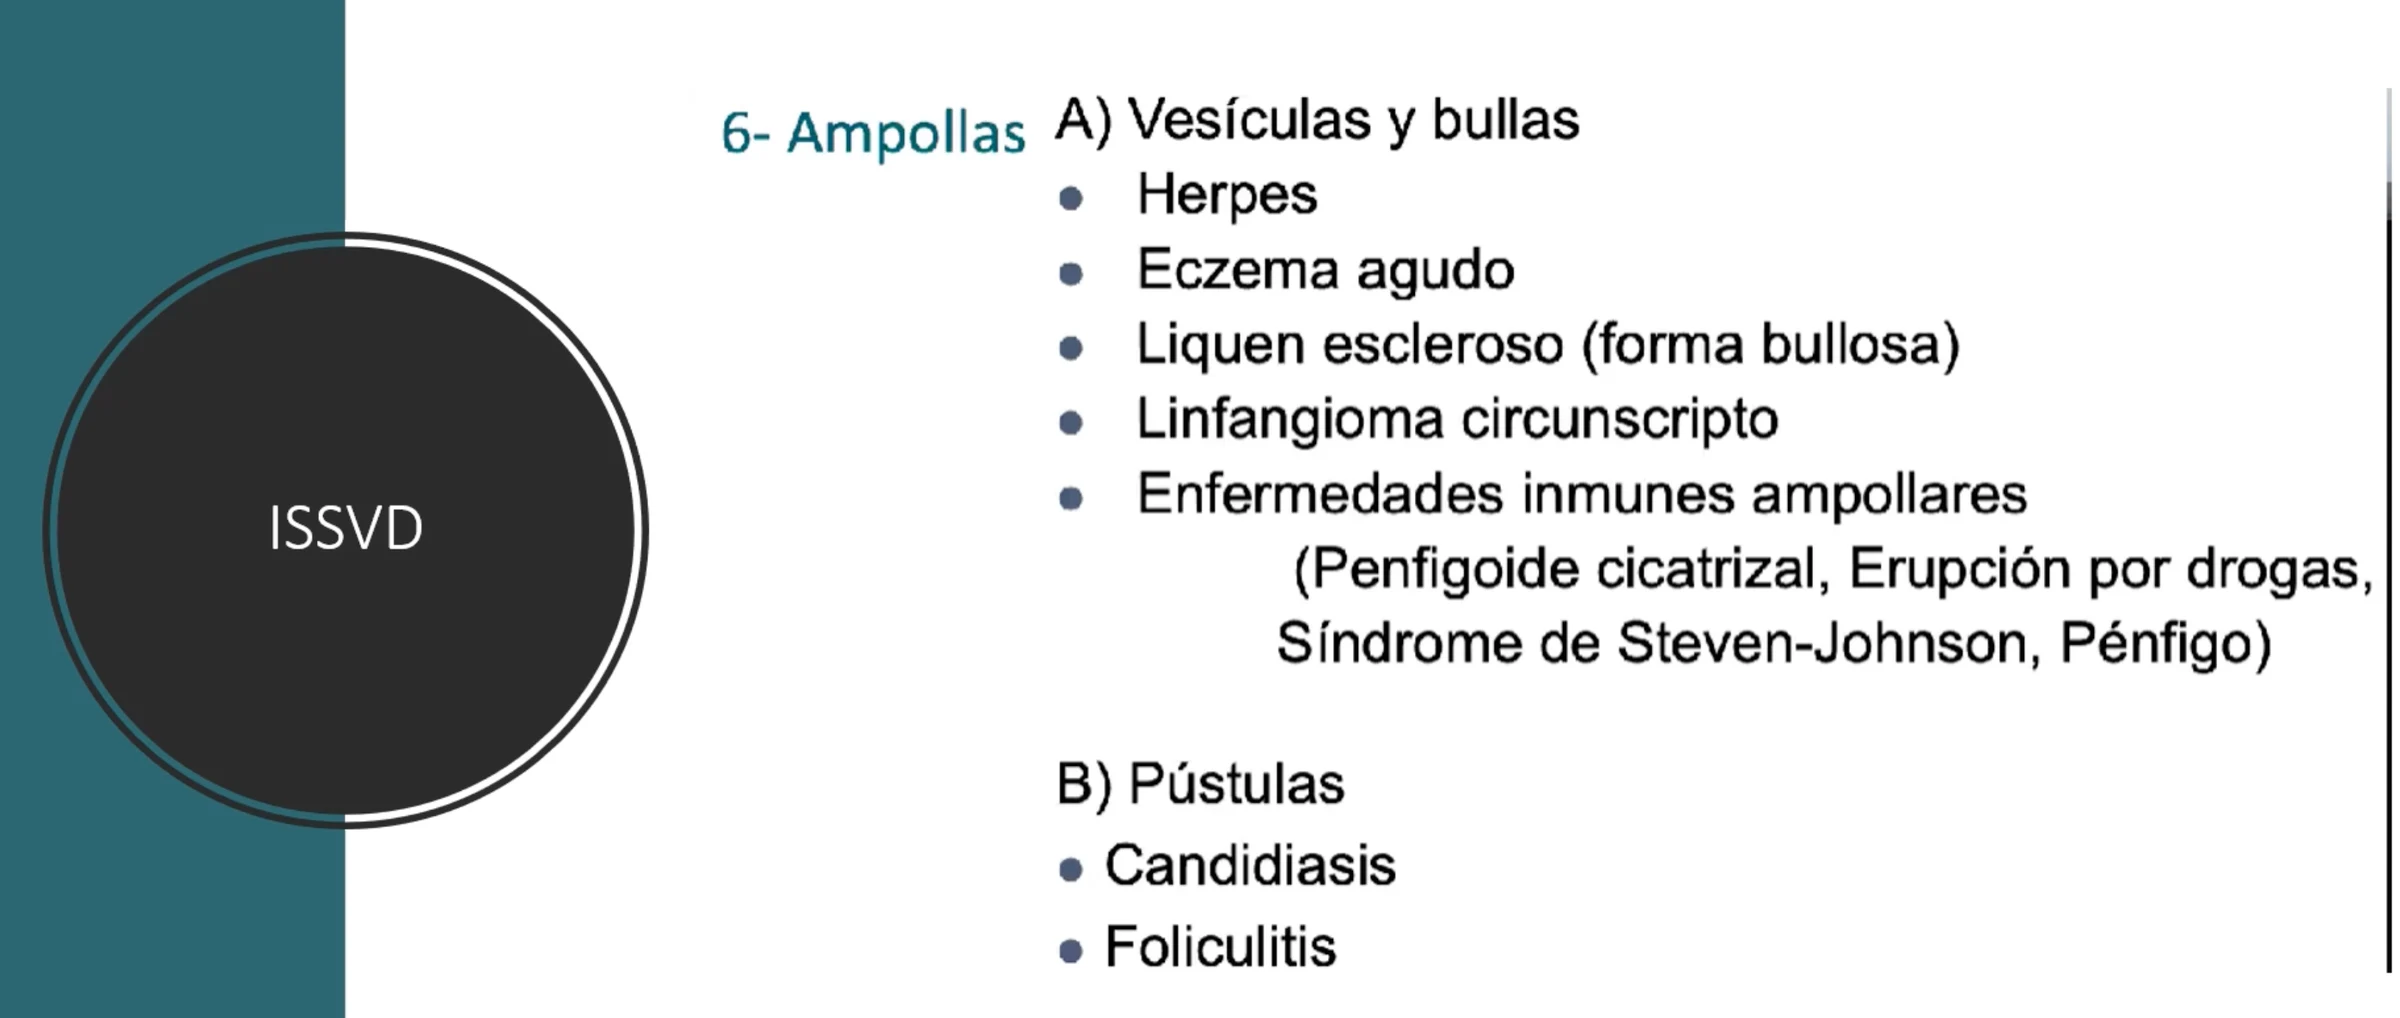 ISSVD
6- Ampollas
A) Vesículas y bullas
• Herpes
• Eczema agudo
• Liquen escleroso (forma bullosa)
• Linfangioma circunscripto
• Enfermedades inmunes ampollares
(Penfigoide cicatrizal, Erupción por drogas,
Síndrome de Steven-Johnson, Pénfigo)
B) Pústulas
• Candidiasis
• Foliculitis